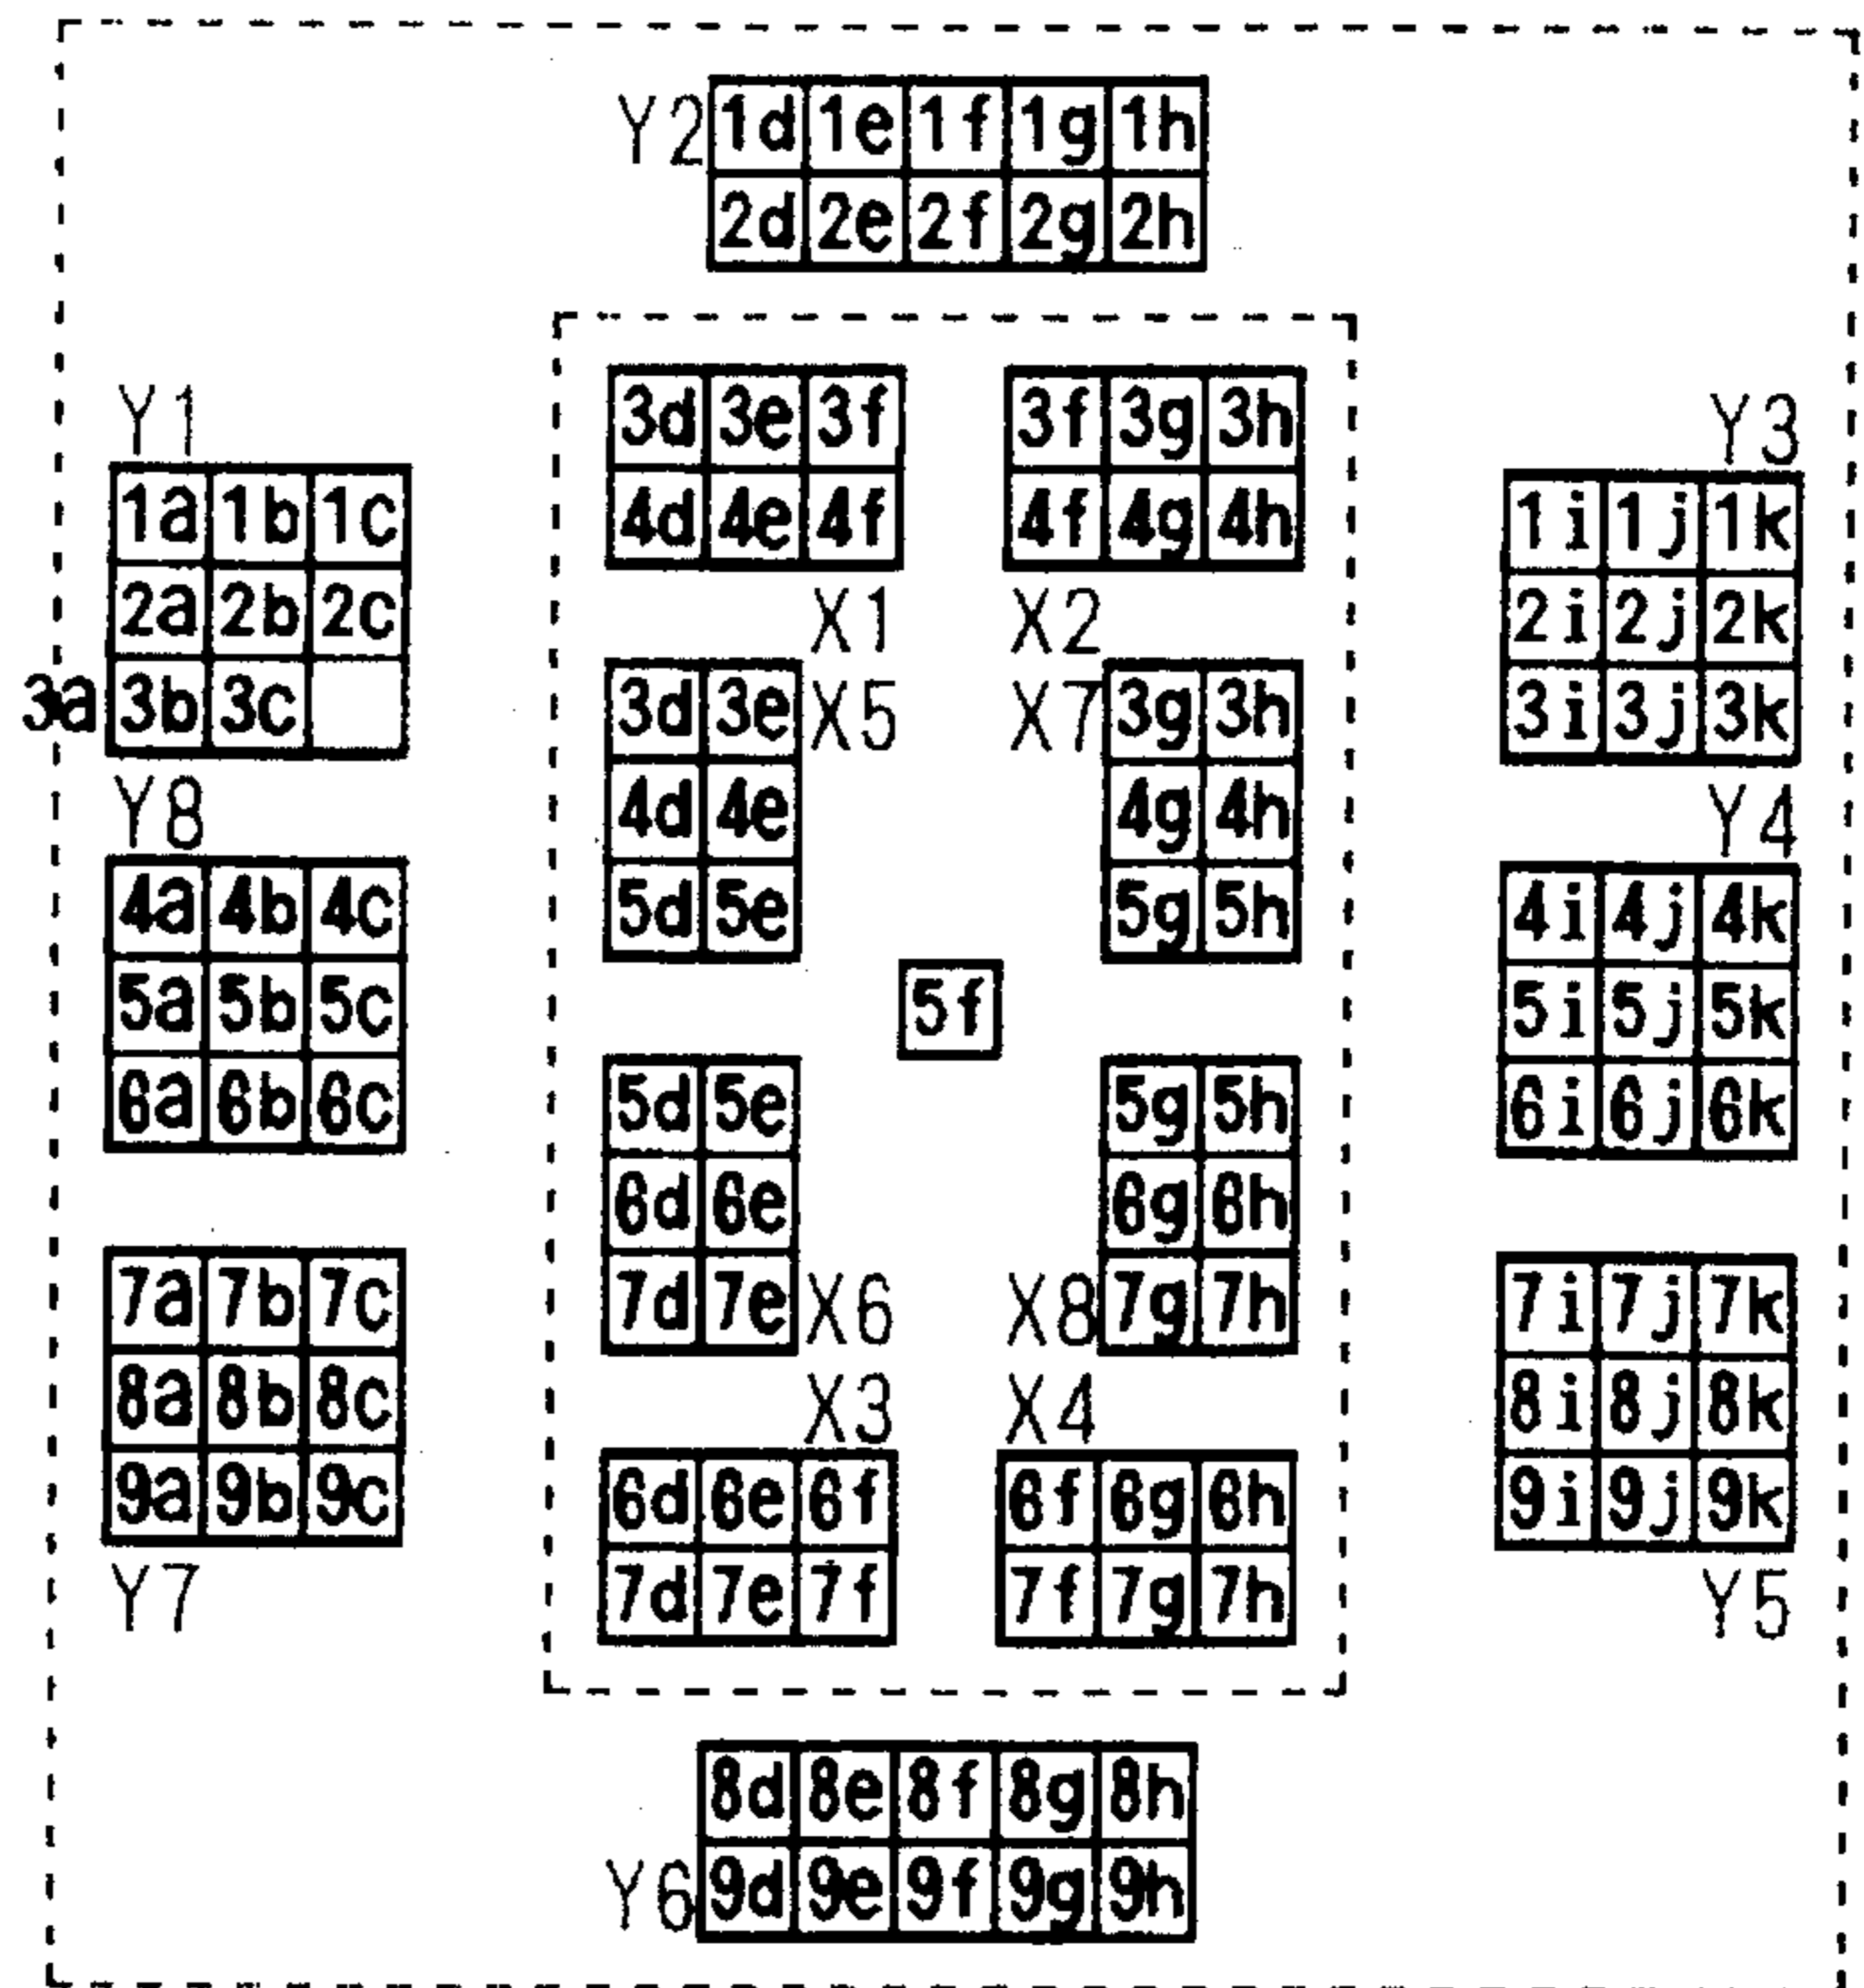 Y2 1d 1e 1f 1g 1h
2d 2e 2f 2g 2h
Y1
1a 1b 1c
2a 2b 2c
3a 3b 3c
Y8
4a 4b 4c
5a 5b 5c
6a 6b 6c
7a 7b 7c
8a 8b 8c
9a 9b 9c
Y7
3d 3e 3f
4d 4e 4f
X1
3f 3g 3h
4f 4g 4h
X2
3d 3e X5
4d 4e
5d 5e
X7 3g 3h
4g 4h
5g 5h
5f
5d 5e
6d 6e
7d 7e X6
5g 5h
6g 6h
X8 7g 7h
X3
6d 6e 6f
7d 7e 7f
X4
6f 6g 6h
7f 7g 7h
Y3
1i 1j 1k
2i 2j 2k
3i 3j 3k
Y4
4i 4j 4k
5i 5j 5k
6i 6j 6k
7i 7j 7k
8i 8j 8k
9i 9j 9k
Y5
8d 8e 8f 8g 8h
Y6 9d 9e 9f 9g 9h